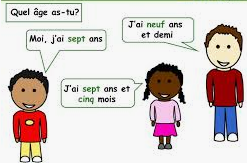 Quel âge as-tu?
Moi, j'ai sept ans
J'ai neuf ans
et demi
J'ai sept ans et
cinq mois